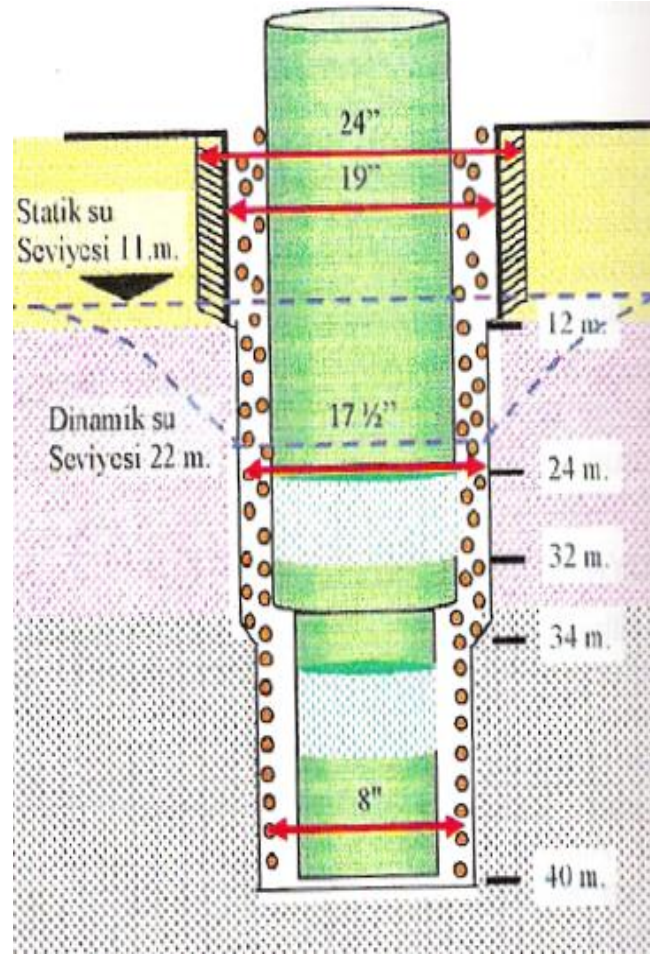 24”
19”
Statik su
Seviyesi 11.m.
12 m.
Dinamik su
Seviyesi 22 m.
17 ½”
24 m.
32 m.
34 m.
8"
40 m.